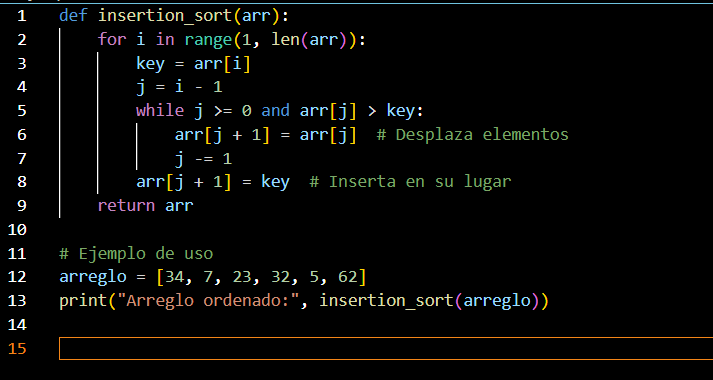 1 def insertion_sort(arr):
2     for i in range(1, len(arr)):
3         key = arr[i]
4         j = i - 1
5         while j >= 0 and arr[j] > key:
6             arr[j + 1] = arr[j]  # Desplaza elementos
7             j -= 1
8         arr[j + 1] = key  # Inserta en su lugar
9     return arr
10
11 # Ejemplo de uso
12 arreglo = [34, 7, 23, 32, 5, 62]
13 print("Arreglo ordenado:", insertion_sort(arreglo))
14
15